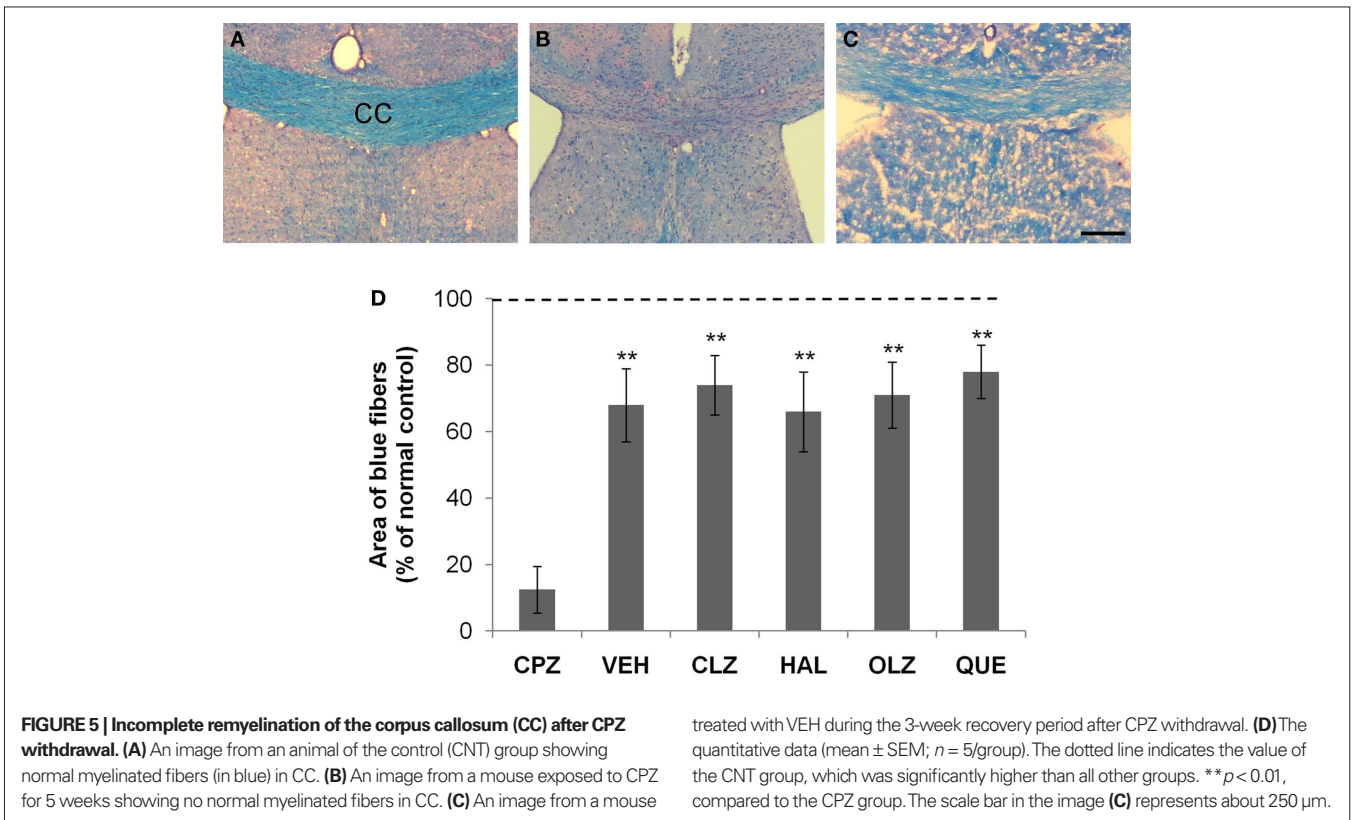 A
B
C
CC
D
100
80
60
40
20
0
Area of blue fibers
(% of normal control)
**
**
**
**
**
CPZ VEH CLZ HAL OLZ QUE
FIGURE 5 | Incomplete remyelination of the corpus callosum (CC) after CPZ
withdrawal. (A) An image from an animal of the control (CNT) group showing
normal myelinated fibers (in blue) in CC. (B) An image from a mouse exposed to CPZ
for 5 weeks showing no normal myelinated fibers in CC. (C) An image from a mouse
treated with VEH during the 3-week recovery period after CPZ withdrawal. (D) The
quantitative data (mean ± SEM; n = 5/group). The dotted line indicates the value of
the CNT group, which was significantly higher than all other groups. **p < 0.01,
compared to the CPZ group. The scale bar in the image (C) represents about 250 μm.